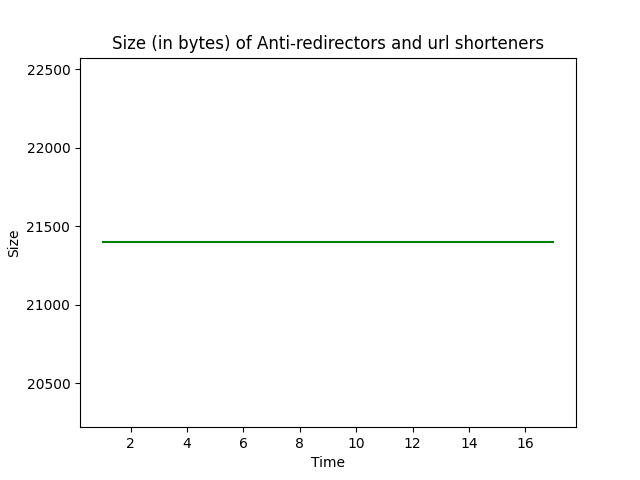 Size (in bytes) of Anti-redirectors and url shorteners
22500
22000
21500
21000
20500
Size
2 4 6 8 10 12 14 16
Time